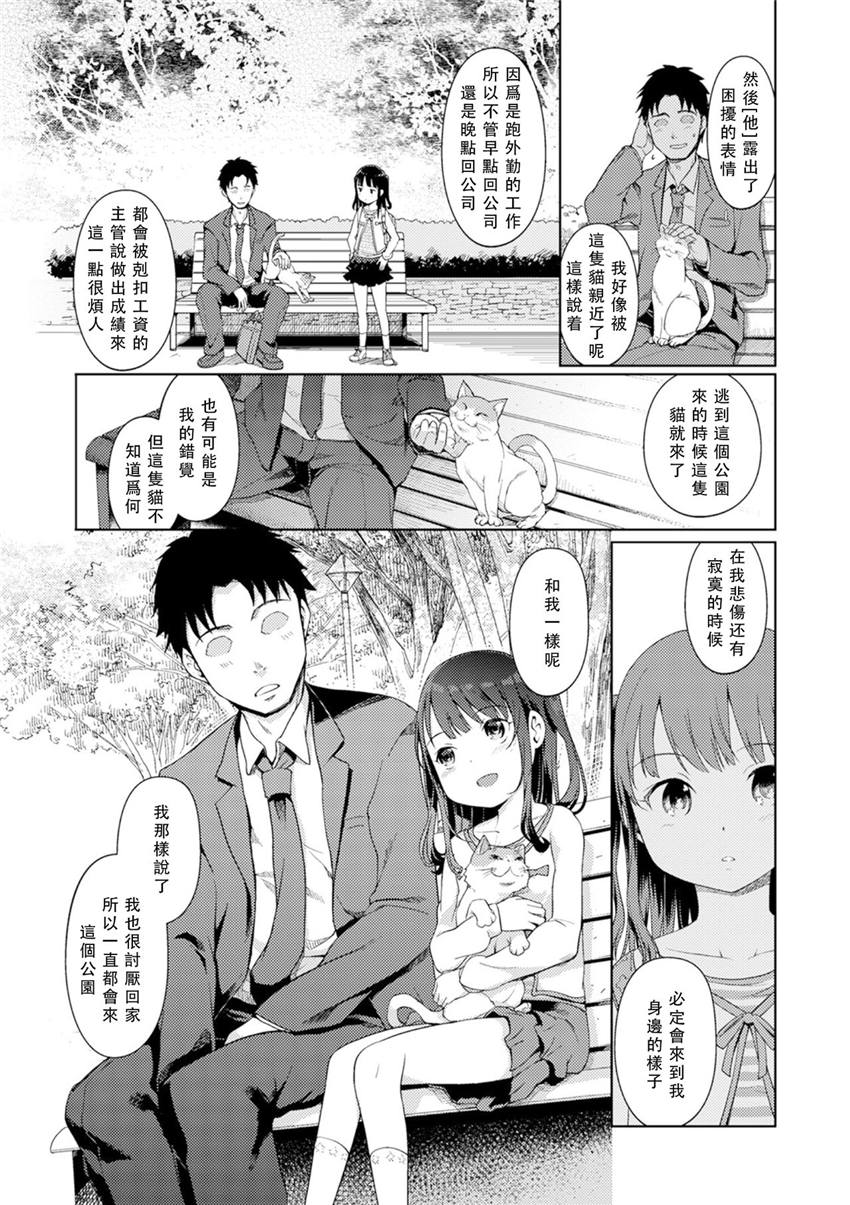 然後[他]露出了
困擾的表情
我好像被
這隻貓親近了呢
這樣說着
因爲是跑外勤的工作
所以不管早點回公司
還是晚點回公司
都會被剋扣工資的
主管說做出成績來
這一點很煩人
逃到這個公園
來的時候這隻
貓就來了
也有可能是
我的錯覺
但這隻貓不
知道爲何
在我悲傷还有
寂寞的時候
必定會來到我
身邊的樣子
和我一樣呢
我那樣說了
我也很討厭回家
所以一直都會來
這個公園